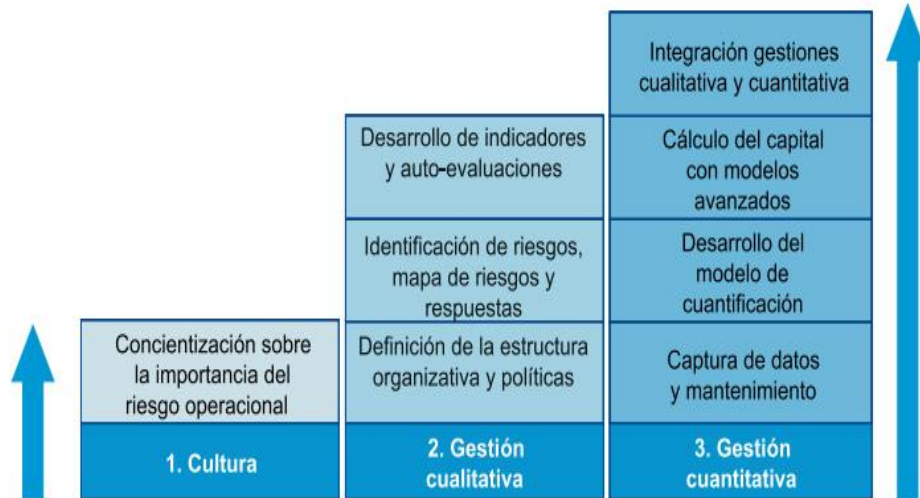 Concientización sobre
la importancia del
riesgo operacional
1. Cultura
Desarrollo de indicadores
y auto-evaluaciones
Identificación de riesgos,
mapa de riesgos y
respuestas
Definición de la estructura
organizativa y políticas
2. Gestión
cualitativa
Integración gestiones
cualitativa y cuantitativa
Cálculo del capital
con modelos
avanzados
Desarrollo del
modelo de
cuantificación
Captura de datos
y mantenimiento
3. Gestión
cuantitativa